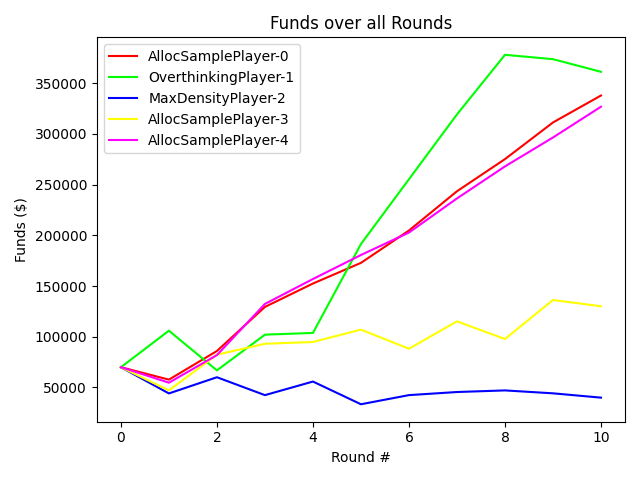 Funds over all Rounds
AllocSamplePlayer-0
OverthinkingPlayer-1
MaxDensityPlayer-2
AllocSamplePlayer-3
AllocSamplePlayer-4
Funds ($)
350000
300000
250000
200000
150000
100000
50000
0 2 4 6 8 10
Round #